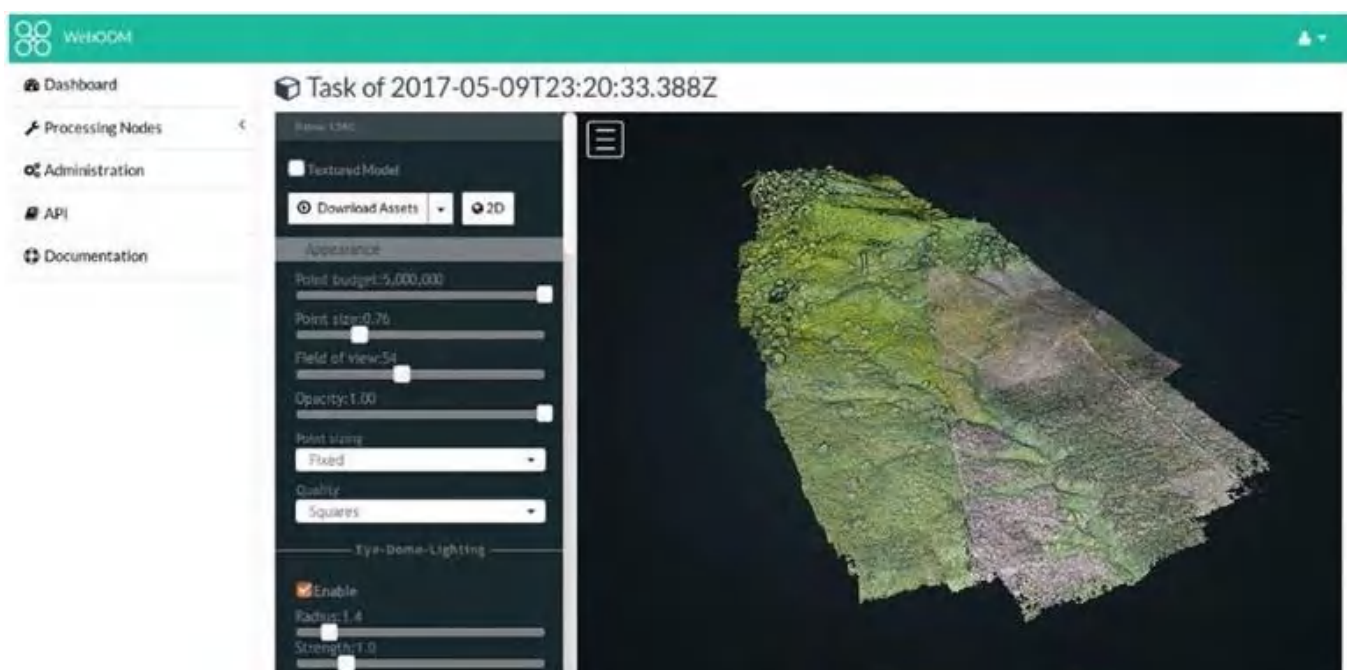 WebODM
Dashboard
Processing Nodes
Administration
API
Documentation
Task of 2017-05-09T23:20:33.388Z
Textured Model
Download Assets
2D
Appearance
Point budget:5,000,000
Point size:0.76
Field of view:54
Opacity:1.00
Point sizing
Fixed
Quality
Squares
Eye-Dome-Lighting
Enable
Radius:1.4
Strength:1.0